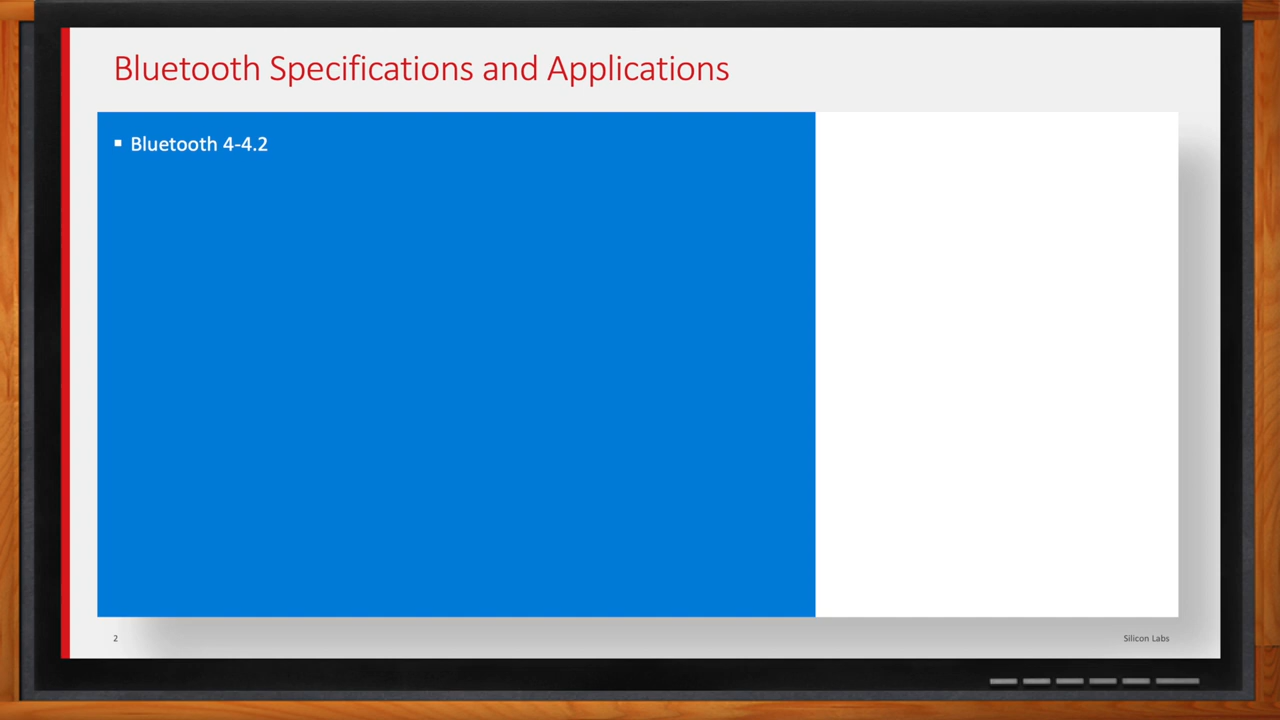 Bluetooth Specifications and Applications
▪ Bluetooth 4-4.2
2
Silicon Labs